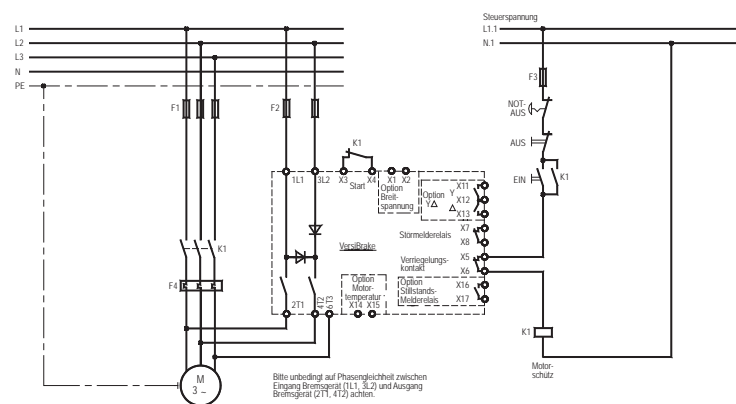 Steuerspannung
L1
L2
L3
N
PE
L1.1
N.1
F1
F2
F3
NOT-
AUS
AUS
EIN
K1
K1
1L1
3L2
X3
X4
Start
X1
X2
Option
Breit-
spannung
Option
Y△
Y
△
X11
X12
X13
X7
X8
Störmelderelais
VersiBrake
Verriegelungs-
kontakt
X5
X6
K1
F4
2T1
4T2
6T3
Option
Motor-
temperatur
X14
X15
Option
Stillstands-
Melderelais
X16
X17
K1
Motor-
schütz
M
3 ~
Bitte unbedingt auf Phasengleichheit zwischen
Eingang Bremsgerät (1L1, 3L2) und Ausgang
Bremsgerät (2T1, 4T2) achten.